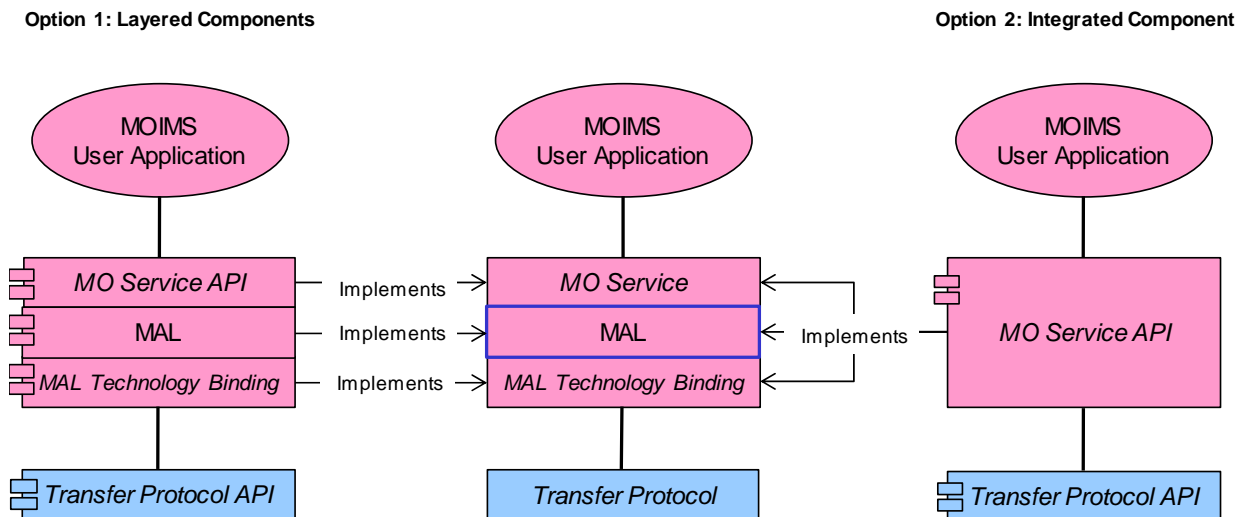 Option 1: Layered Components
Option 2: Integrated Component
MOIMS
User Application
MOIMS
User Application
MOIMS
User Application
MO Service API
Implements
MO Service
MAL
Implements
MAL
Implements
MO Service API
MAL Technology Binding
Implements
MAL Technology Binding
Transfer Protocol API
Transfer Protocol
Transfer Protocol API